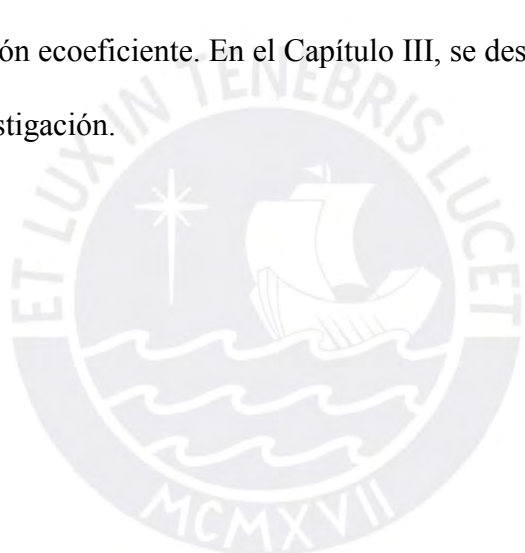 ón ecoeficiente. En el Capítulo III, se des
stigación.
ET LUX IN TENEBRIS LUCET
MCMXVII